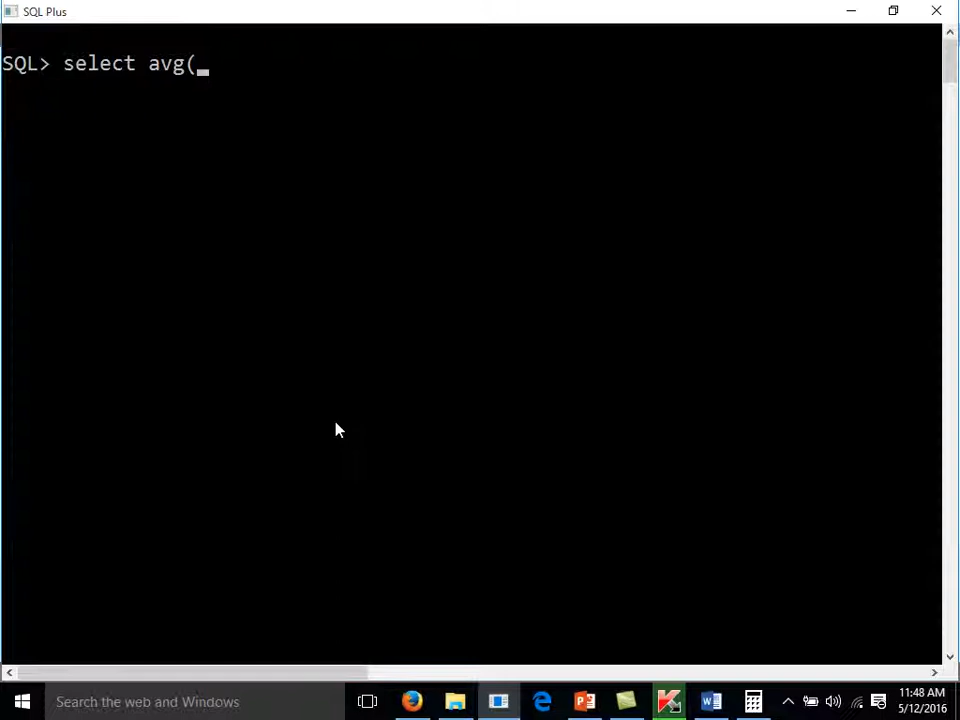 SQL Plus
SQL> select avg(
Search the web and Windows
11:48 AM
5/12/2016